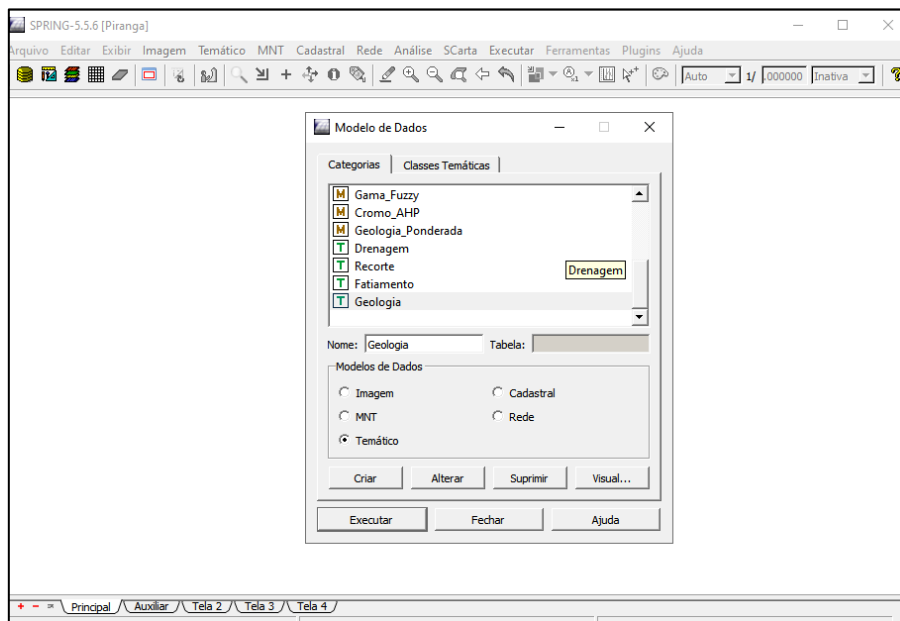 SPRING-5.5.6 [Piranga]
Arquivo Editar Exibir Imagem Temático MNT Cadastral Rede Análise SCarta Executar Ferramentas Plugins Ajuda
Auto 1/ .000000 Inativa
Modelo de Dados
Categorias Classes Temáticas
M Gama_Fuzzy
M Cromo_AHP
M Geologia_Ponderada
T Drenagem
T Recorte
Drenagem
T Fatiamento
T Geologia
Nome: Geologia Tabela:
Modelos de Dados
Imagem Cadastral
MNT Rede
Temático
Criar Alterar Suprimir Visual...
Executar Fechar Ajuda
Principal Auxiliar Tela 2 Tela 3 Tela 4